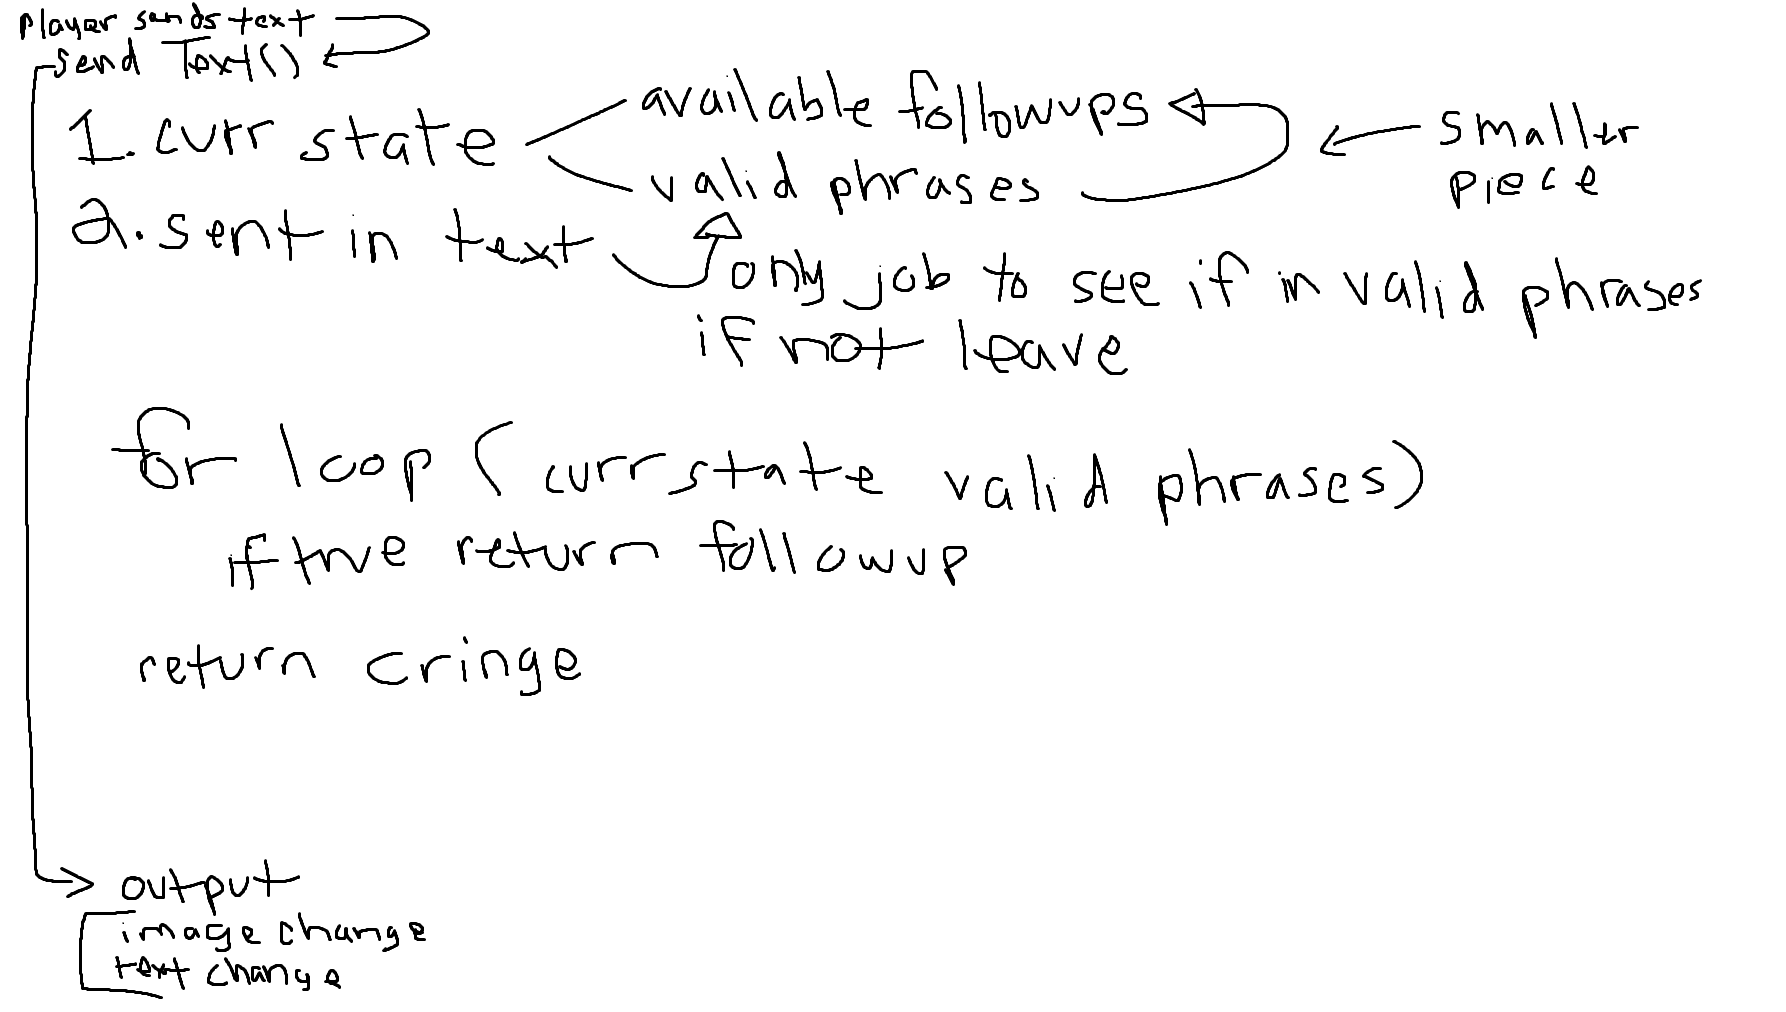 player sends text
send Text()
1. curr state
available followups
valid phrases
smaller
piece
2. sent in text
only job to see if in valid phrases
if not leave
for loop (curr state valid phrases)
if true return followup
return cringe
output
image change
text change